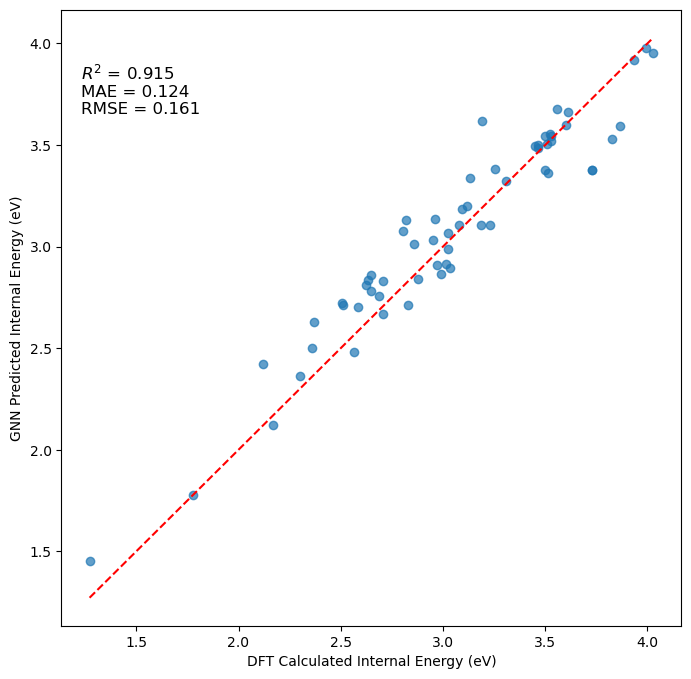 R² = 0.915
MAE = 0.124
RMSE = 0.161
4.0
3.5
3.0
2.5
2.0
1.5
GNN Predicted Internal Energy (eV)
1.5 2.0 2.5 3.0 3.5 4.0
DFT Calculated Internal Energy (eV)